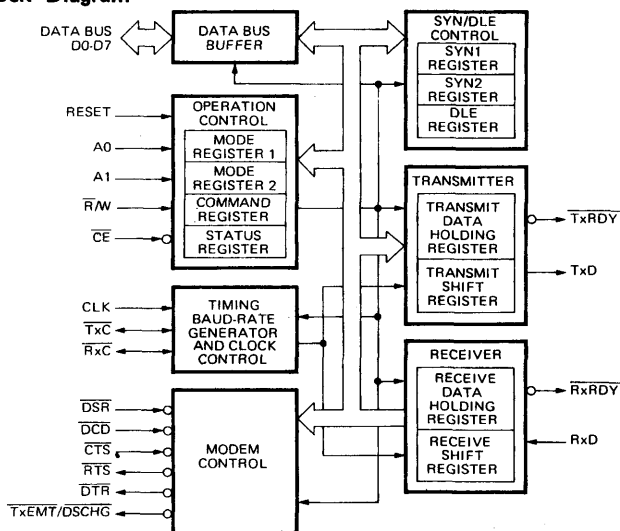 Block Diagram
DATA BUS
D0-D7
DATA BUS
BUFFER
SYN/DLE
CONTROL
SYN1
REGISTER
SYN2
REGISTER
DLE
REGISTER
RESET
A0
A1
R/W
CE
OPERATION
CONTROL
MODE
REGISTER 1
MODE
REGISTER 2
COMMAND
REGISTER
STATUS
REGISTER
TRANSMITTER
TRANSMIT
DATA
HOLDING
REGISTER
TRANSMIT
SHIFT
REGISTER
TxRDY
TxD
CLK
TxC
RxC
TIMING
BAUD-RATE
GENERATOR
AND CLOCK
CONTROL
RECEIVER
RECEIVE
DATA
HOLDING
REGISTER
RECEIVE
SHIFT
REGISTER
RxRDY
RxD
DSR
DCD
CTS
RTS
DTR
TxEMT/DSCHG
MODEM
CONTROL